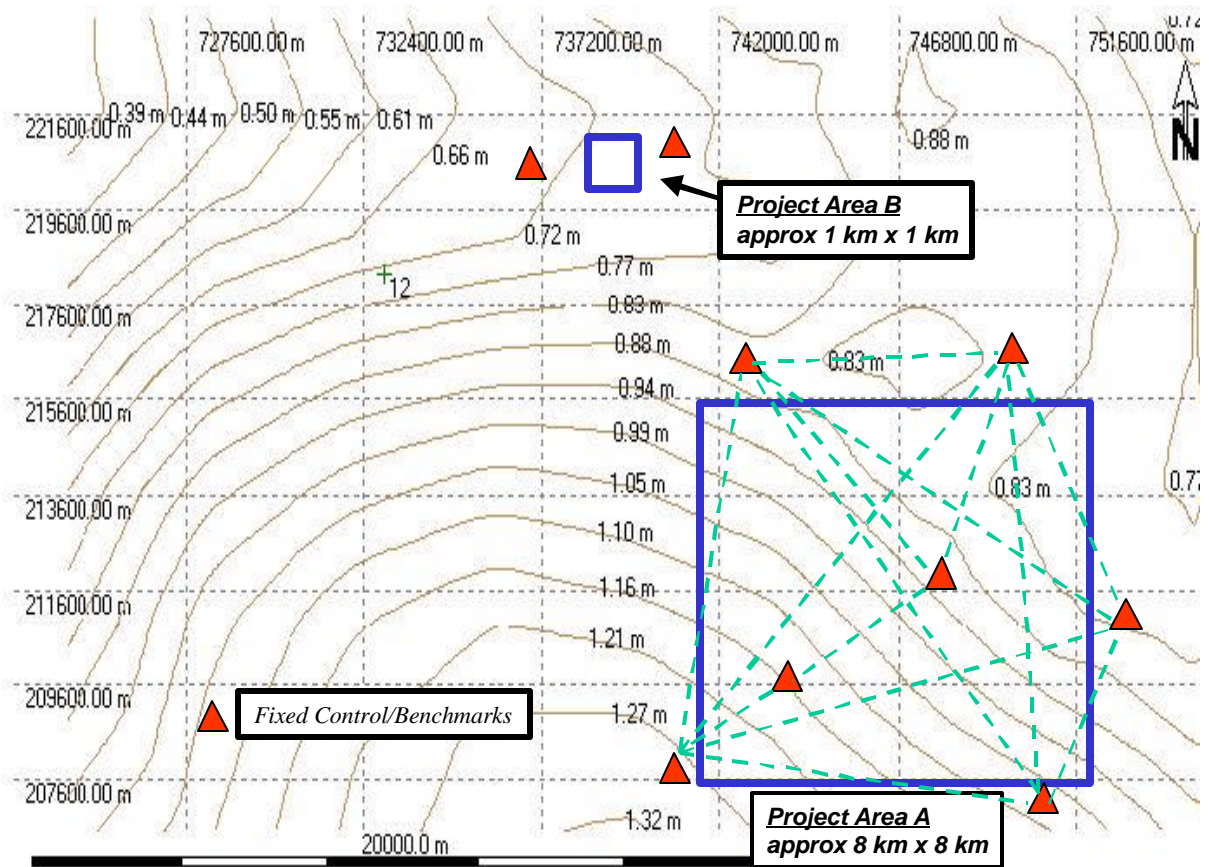 727600.00 m
732400.00 m
737200.00 m
742000.00 m
746800.00 m
751600.00 m
0.72
221600.00 m
0.39 m
0.44 m
0.50 m
0.55 m
0.61 m
0.66 m
0.88 m
N
Project Area B
approx 1 km x 1 km
219600.00 m
0.72 m
0.77 m
12
217600.00 m
0.83 m
0.88 m
0.83 m
215600.00 m
0.94 m
0.99 m
213600.00 m
1.05 m
0.83 m
0.77
1.10 m
211600.00 m
1.16 m
1.21 m
209600.00 m
Fixed Control/Benchmarks
1.27 m
207600.00 m
1.32 m
Project Area A
approx 8 km x 8 km
20000.0 m